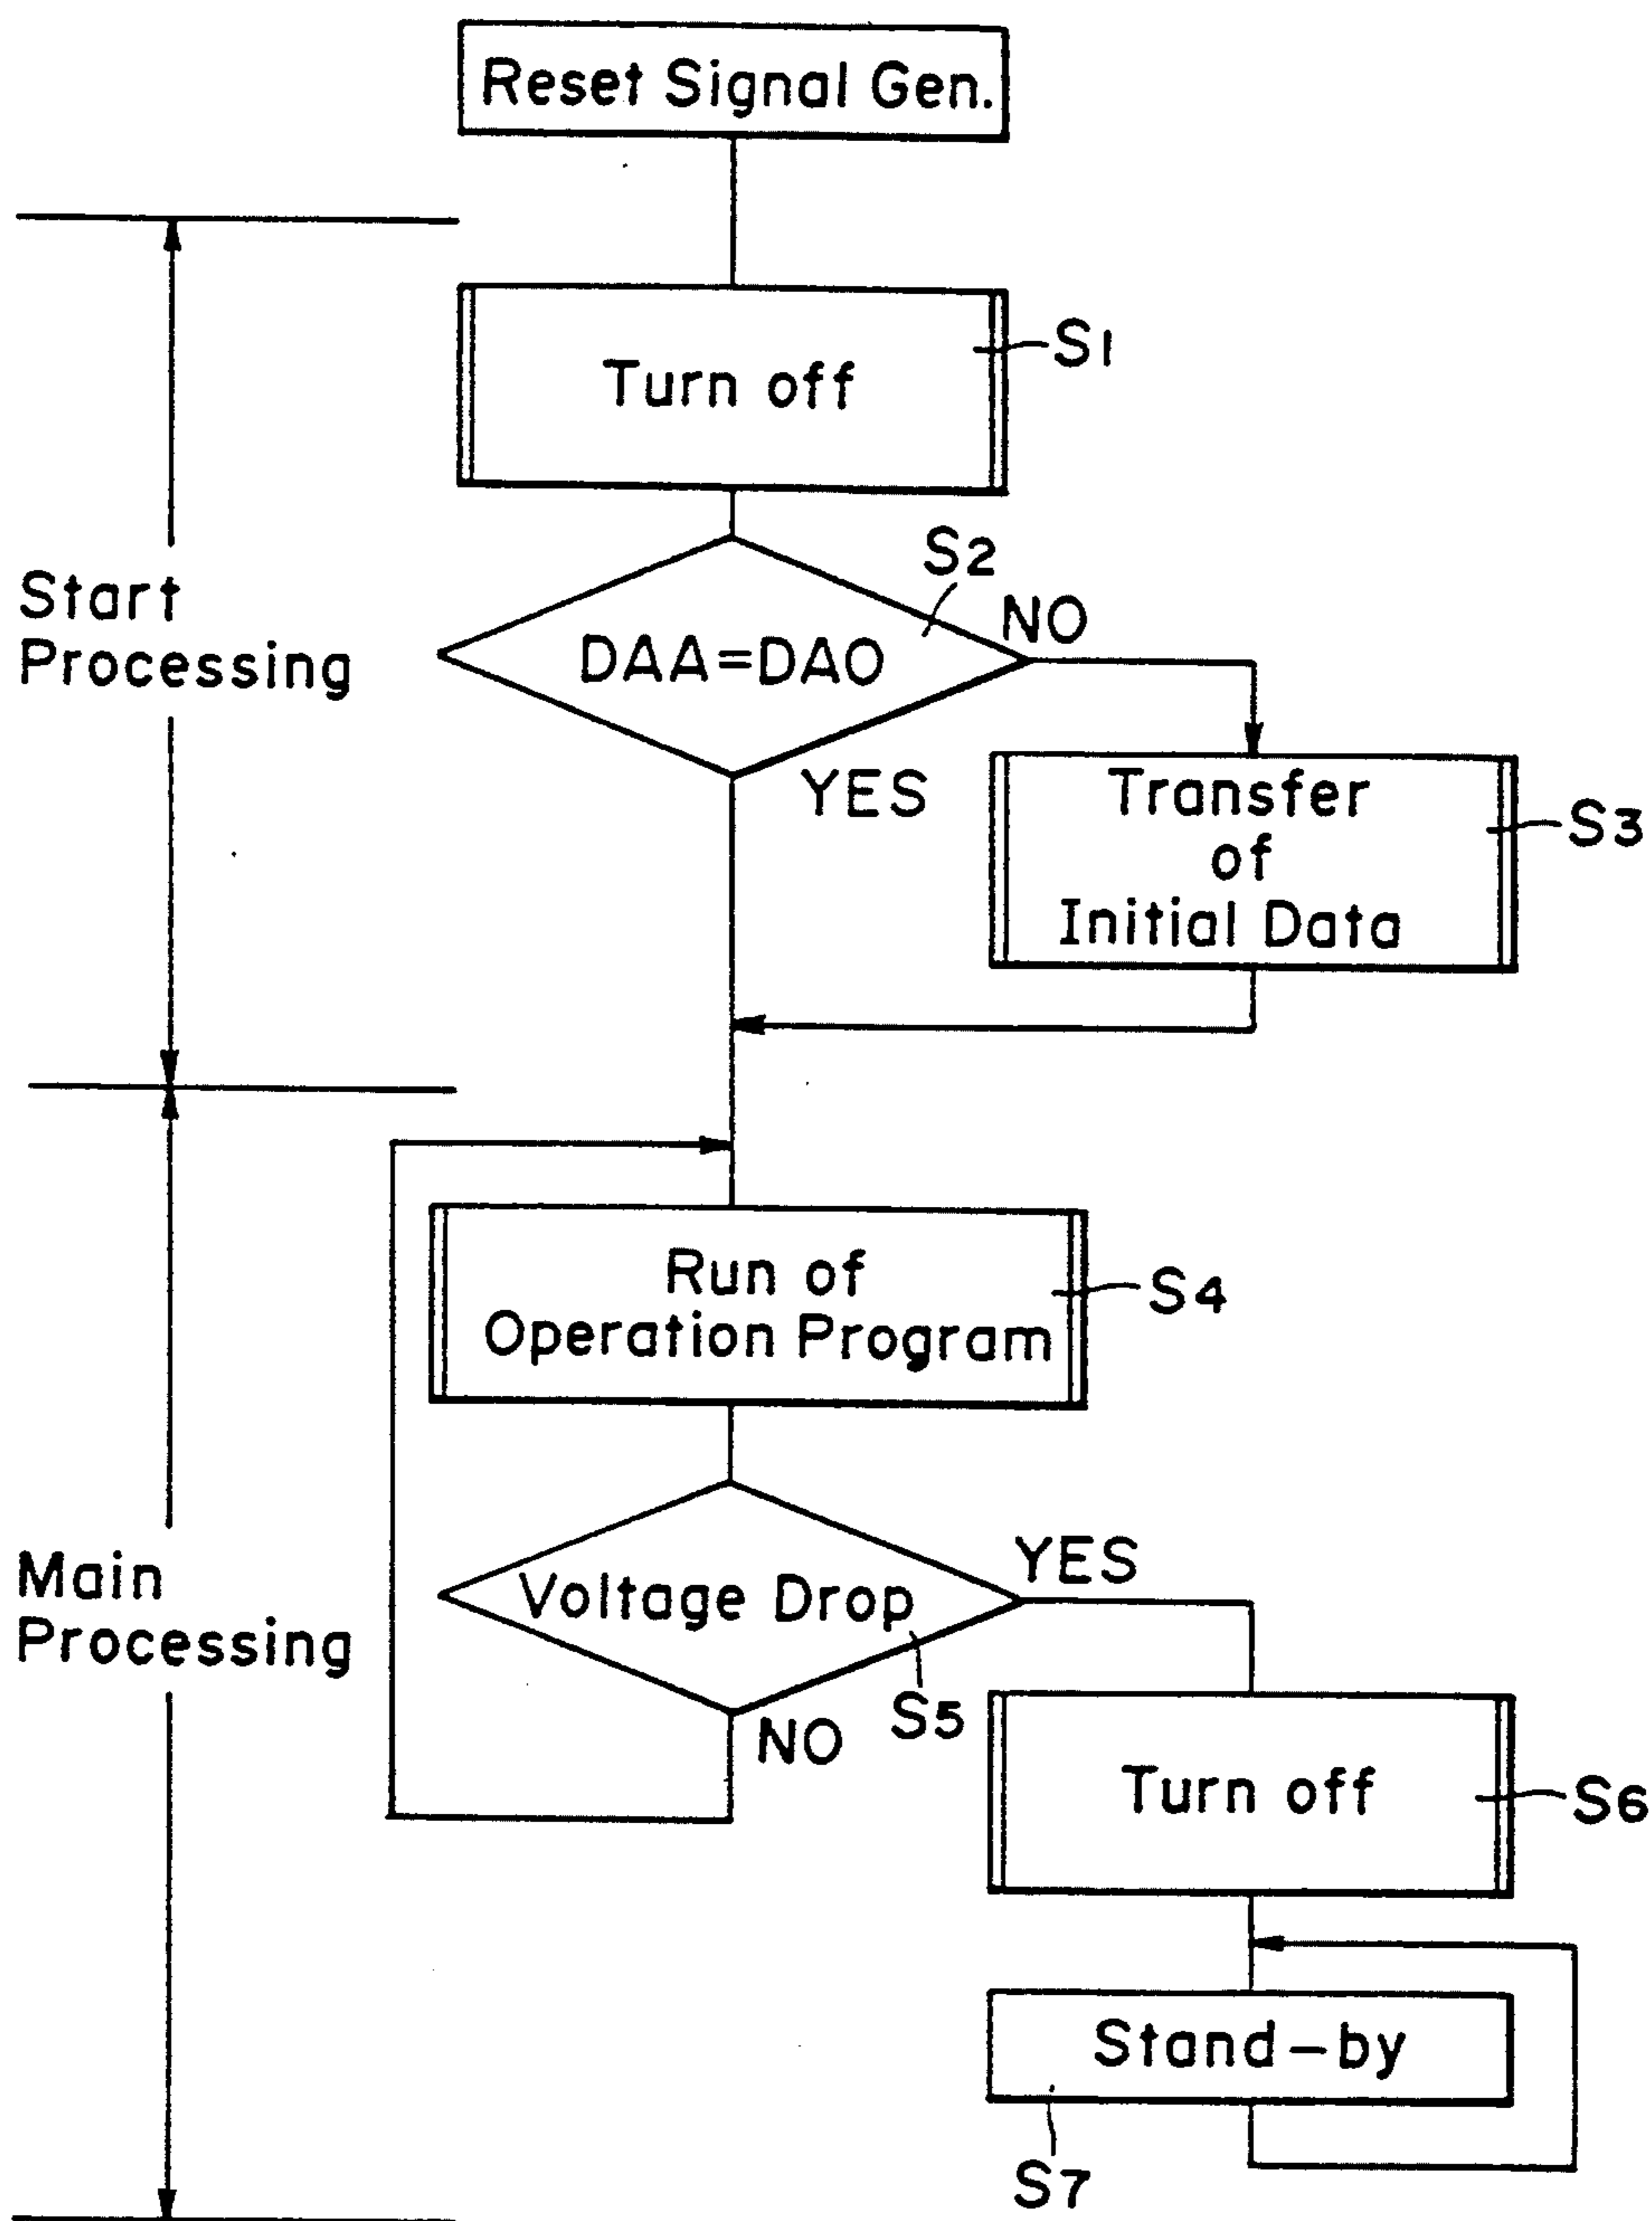 Reset Signal Gen.
Turn off
S1
S2
DAA=DAO
NO
YES
Start
Processing
Transfer
of
Initial Data
S3
Run of
Operation Program
S4
Voltage Drop
YES
S5
NO
Main
Processing
Turn off
S6
Stand-by
S7